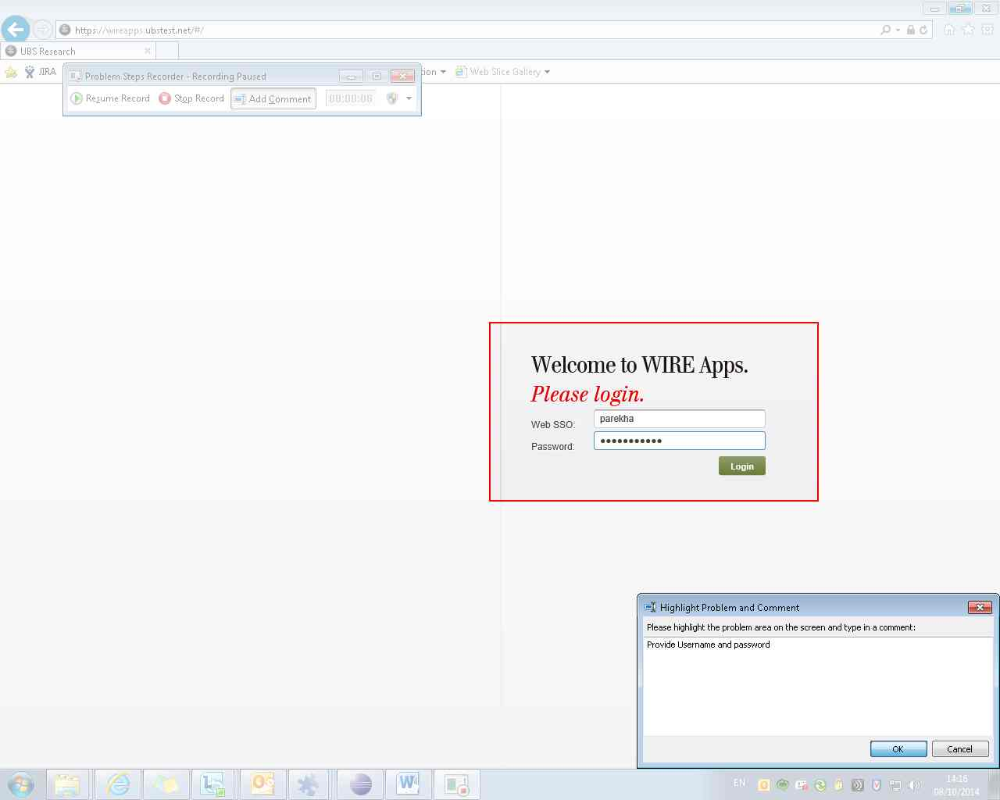 https://wireapps.ubstest.net/#/
UBS Research
JIRA
tion
Web Slice Gallery
Problem Steps Recorder - Recording Paused
Resume Record
Stop Record
Add Comment
00:00:06
Welcome to WIRE Apps.
Please login.
Web SSO:
parekha
Password:
●●●●●●●●●●●
Login
Highlight Problem and Comment
Please highlight the problem area on the screen and type in a comment:
Provide Username and password
OK
Cancel
EN
14:16
08/10/2014